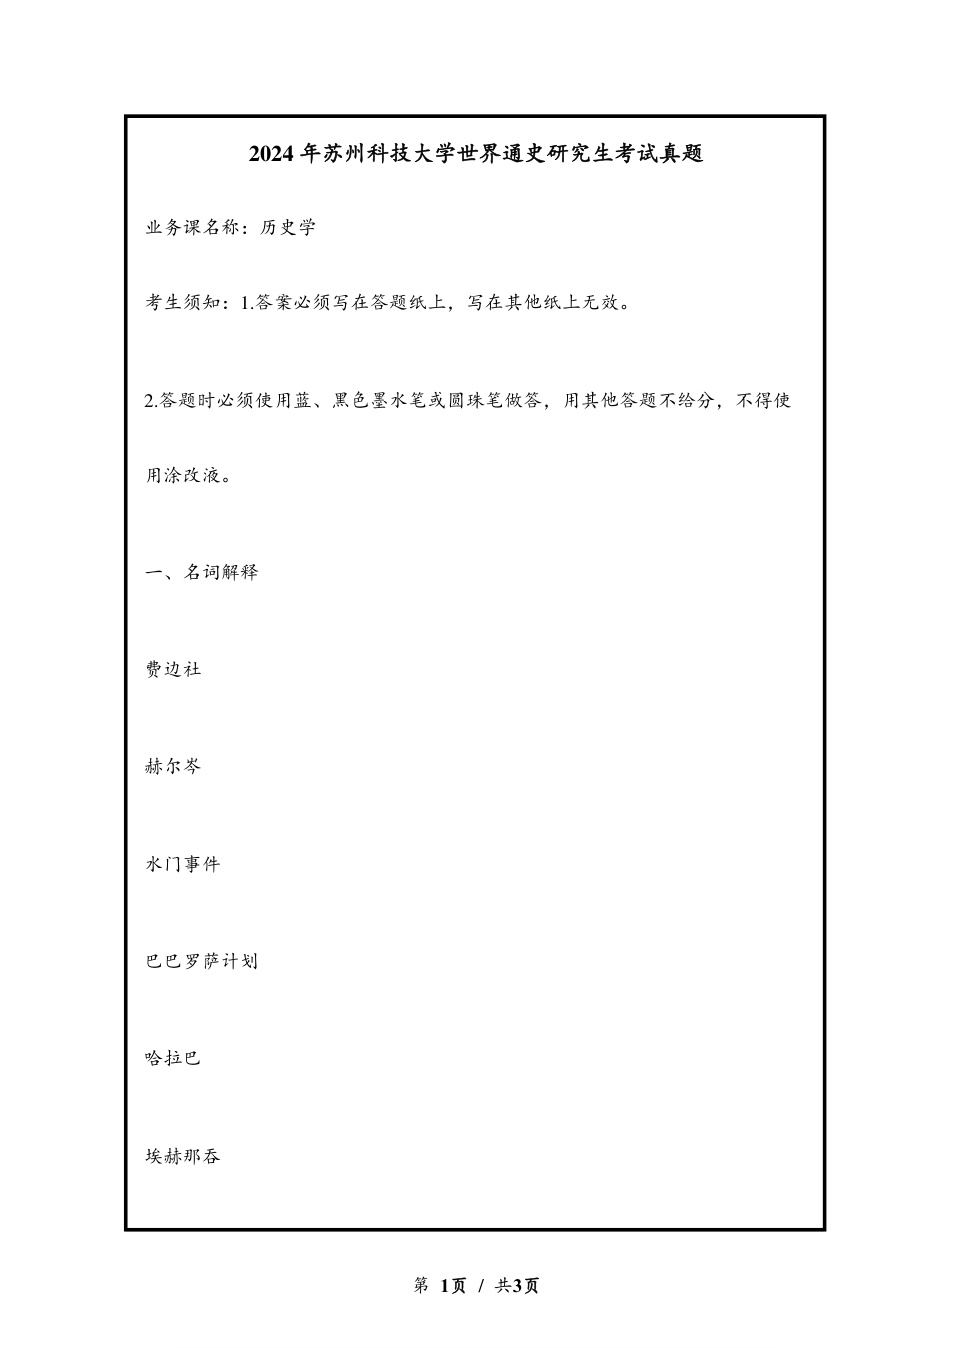 2024 年苏州科技大学世界通史研究生考试真题
业务课名称：历史学
考生须知：1.答案必须写在答题纸上，写在其他纸上无效。
2.答题时必须使用蓝、黑色墨水笔或圆珠笔做答，用其他答题不给分，不得使
用涂改液。
一、名词解释
费边社
赫尔岑
水门事件
巴巴罗萨计划
哈拉巴
埃赫那吞
第 1页 / 共3页